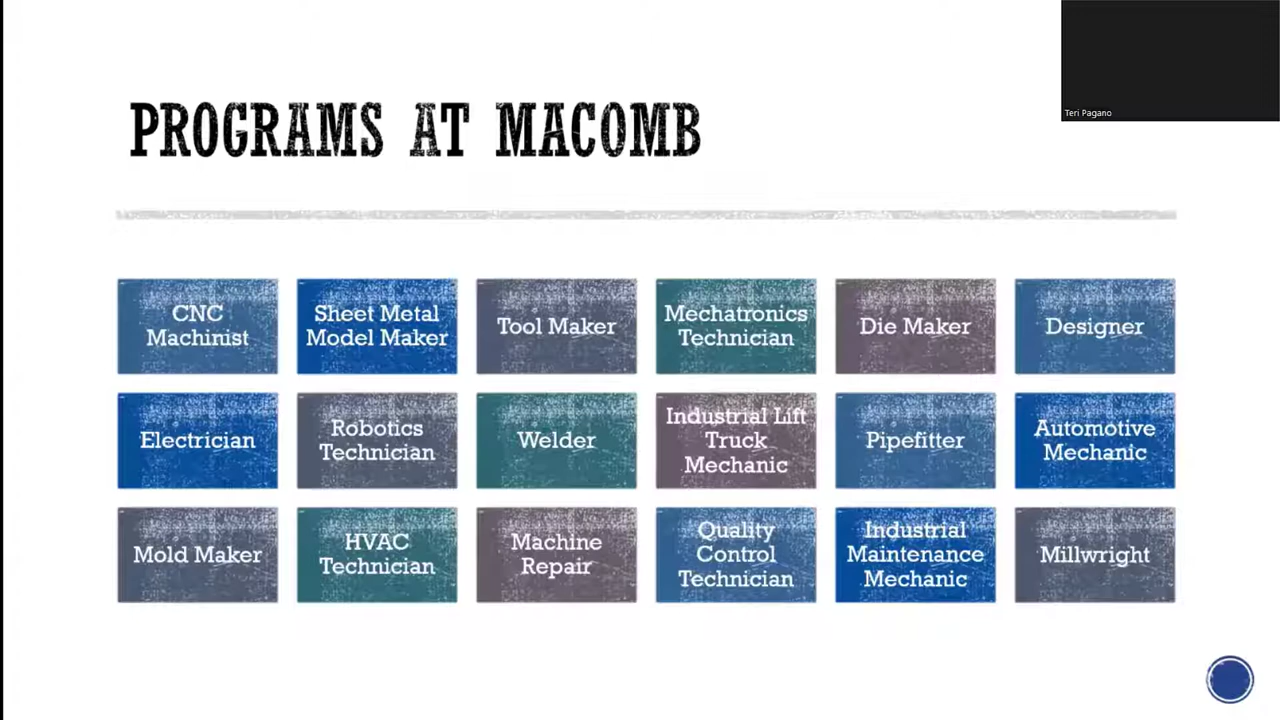 Teri Pagano
PROGRAMS AT MACOMB
CNC
Machinist
Sheet Metal
Model Maker
Tool Maker
Mechatronics
Technician
Die Maker
Designer
Electrician
Robotics
Technician
Welder
Industrial Lift
Truck
Mechanic
Pipefitter
Automotive
Mechanic
Mold Maker
HVAC
Technician
Machine
Repair
Quality
Control
Technician
Industrial
Maintenance
Mechanic
Millwright